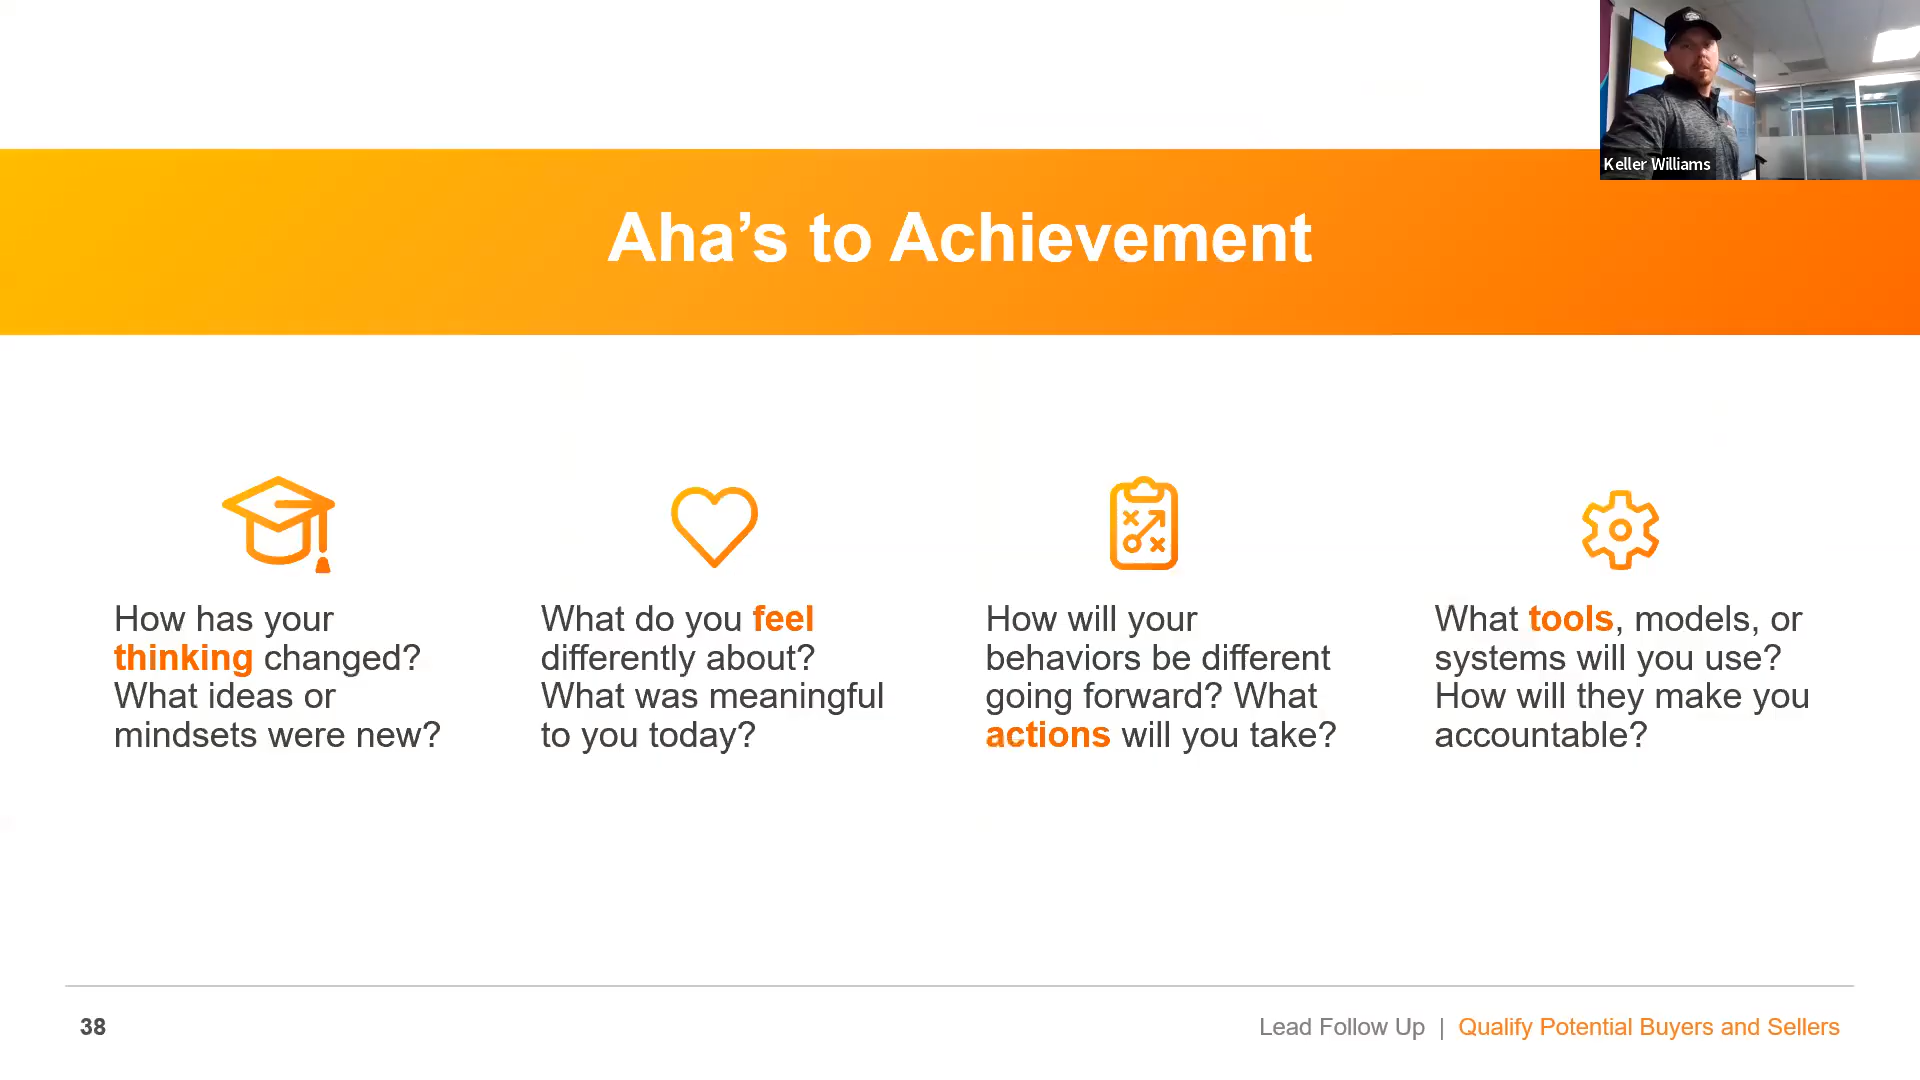 Keller Williams
Aha’s to Achievement
How has your
thinking changed?
What ideas or
mindsets were new?
What do you feel
differently about?
What was meaningful
to you today?
How will your
behaviors be different
going forward? What
actions will you take?
What tools, models, or
systems will you use?
How will they make you
accountable?
38
Lead Follow Up | Qualify Potential Buyers and Sellers